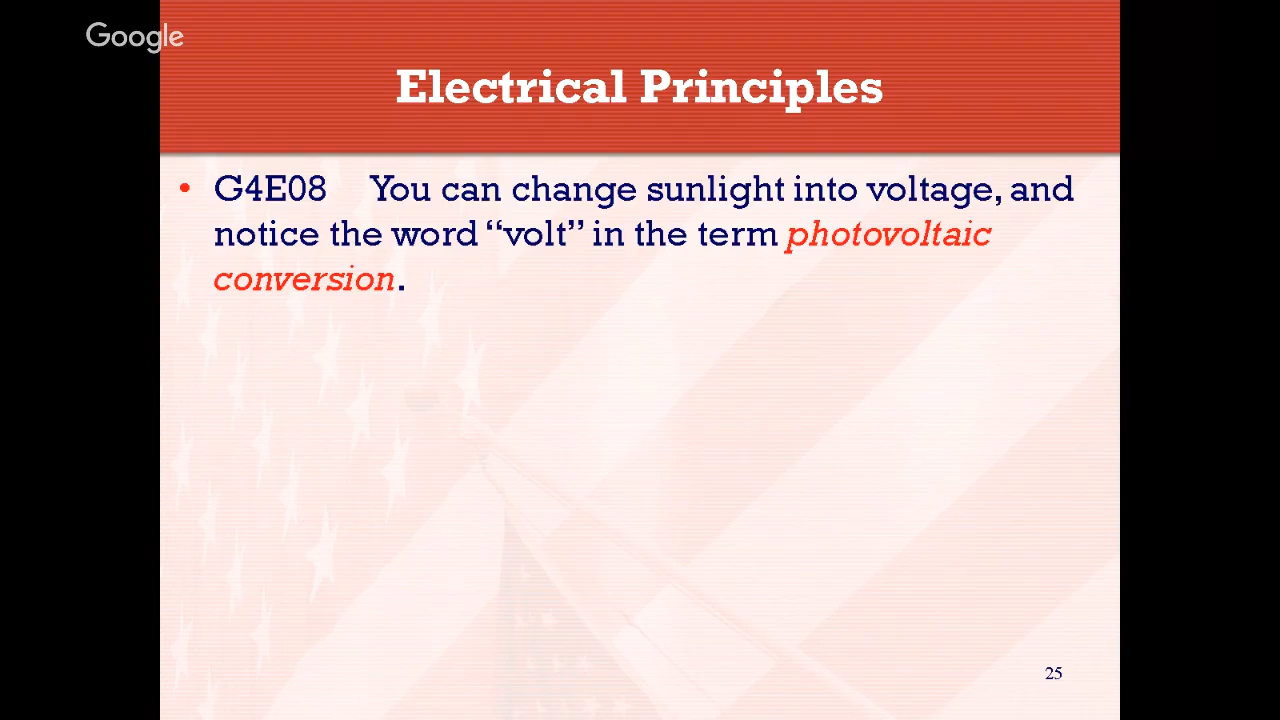 Google
Electrical Principles
• G4E08 You can change sunlight into voltage, and
notice the word “volt” in the term photovoltaic
conversion.
25